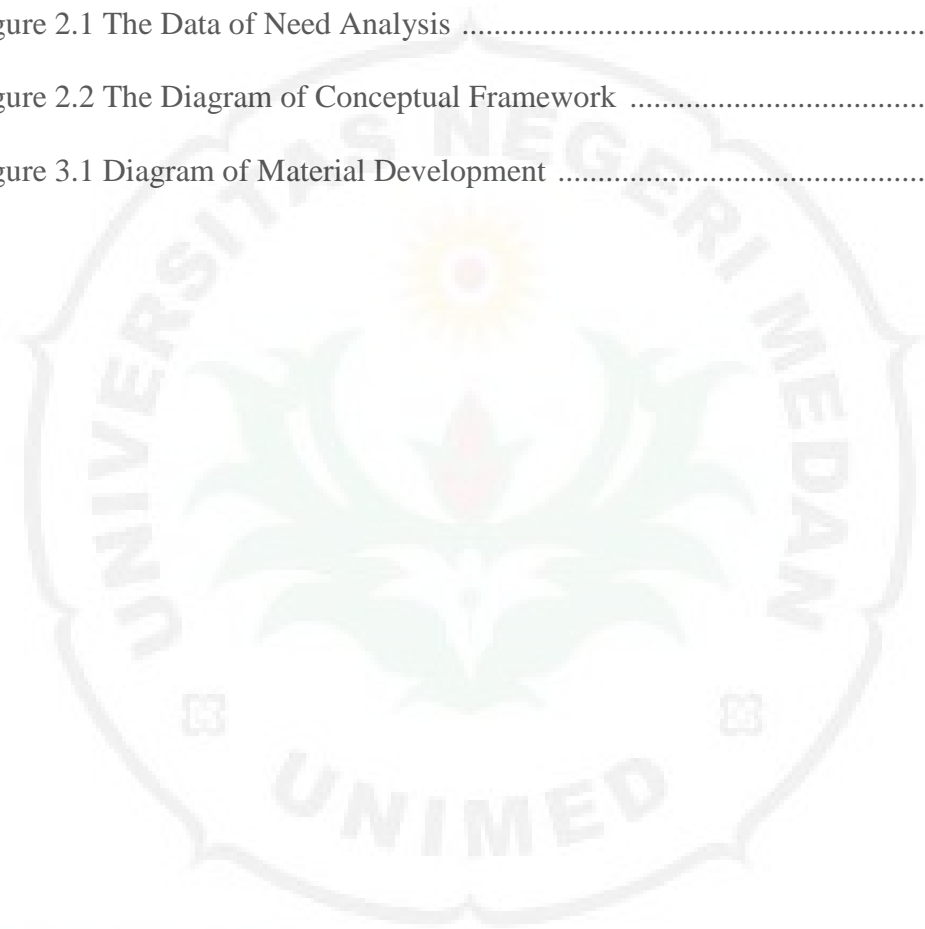 gure 2.1 The Data of Need Analysis ........................................................
gure 2.2 The Diagram of Conceptual Framework ....................................
gure 3.1 Diagram of Material Development .............................................
UNIVERSITAS NEGERI MEDAN
UNIMED